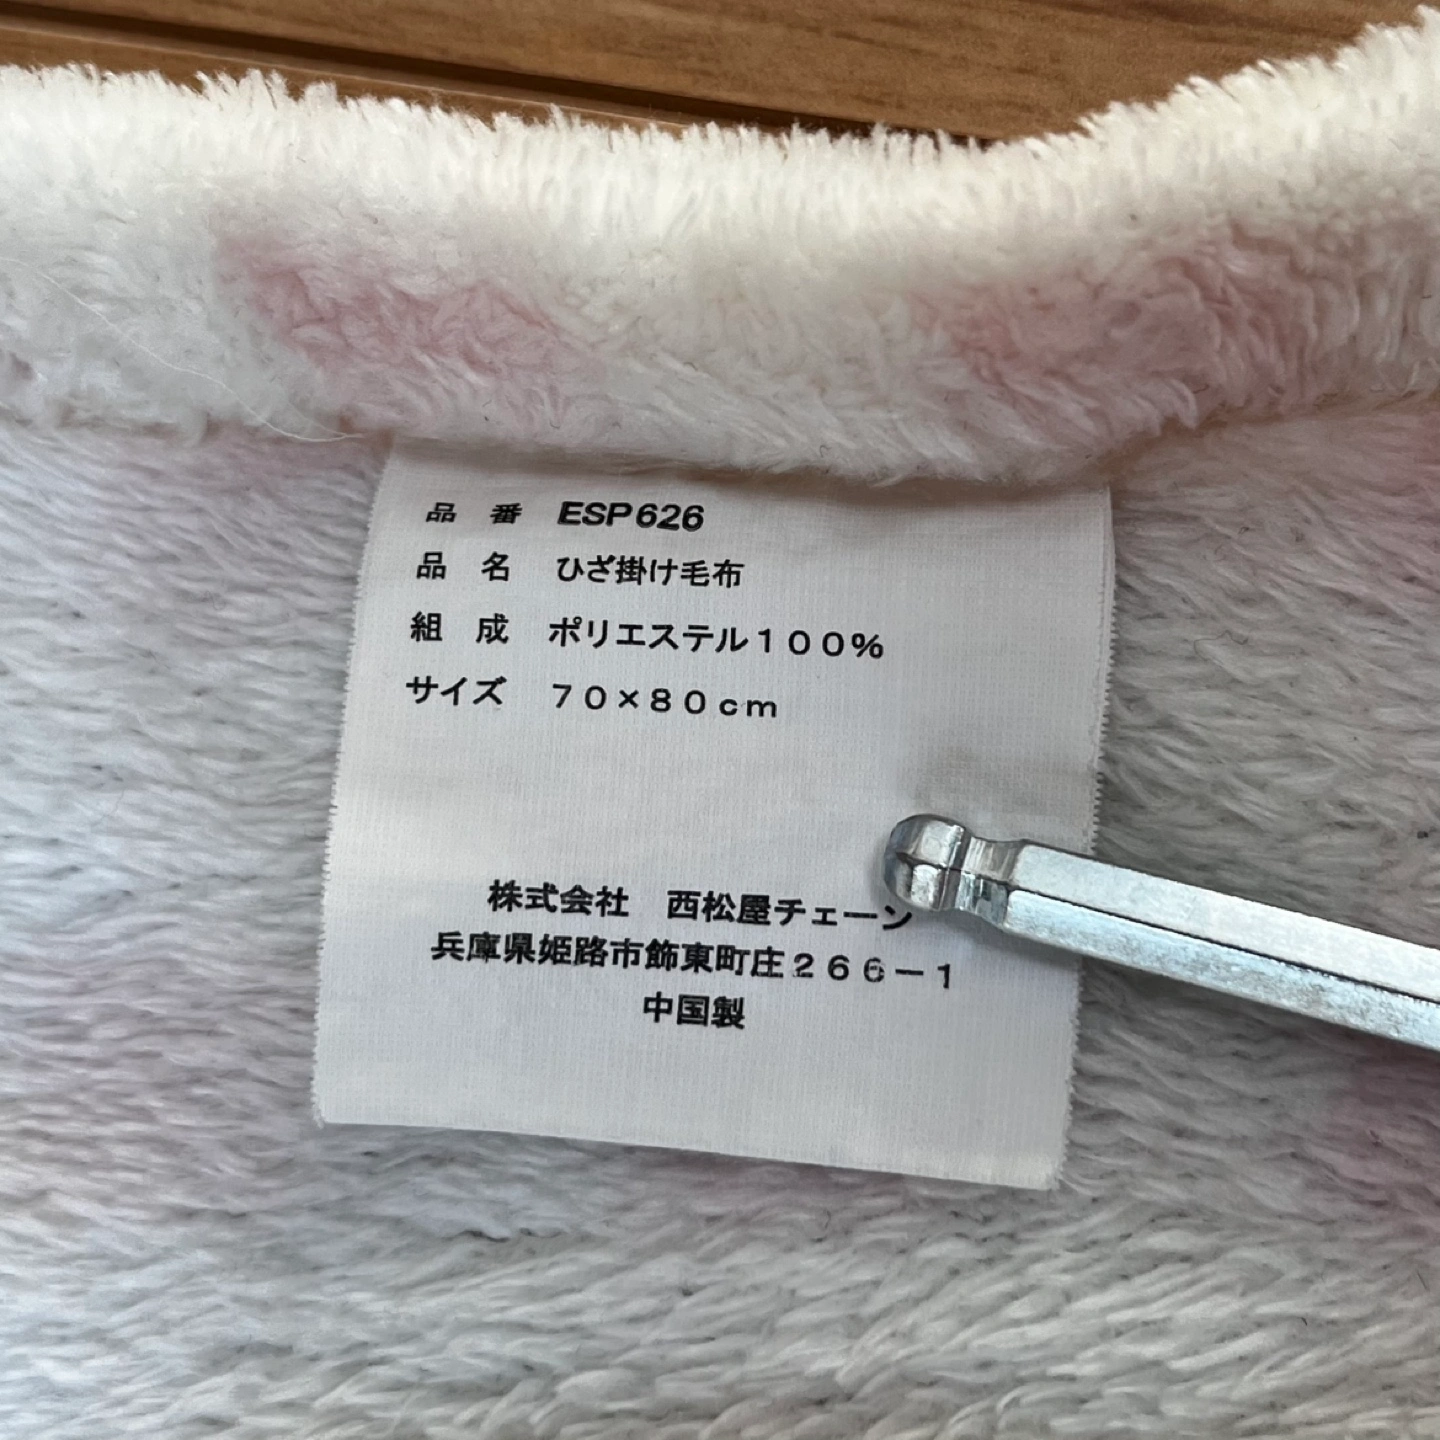 品 番 ESP626
品 名 ひざ掛け毛布
組 成 ポリエステル100%
サイズ 70×80cm
株式会社 西松屋チェーン
兵庫県姫路市飾東町庄266-1
中国製